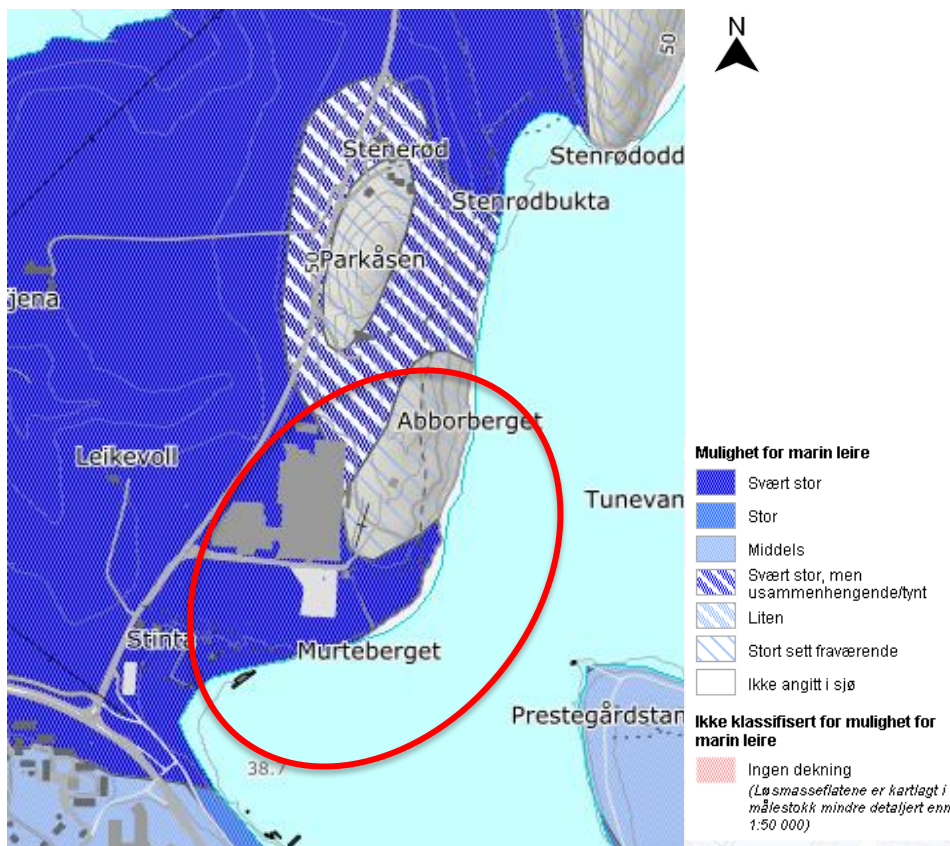 N
50
Stenerød
Stenrødodd
Stenrødbukta
50
Parkåsen
jena
Abborberget
Leikevoll
Tunevan
Stinta
Murteberget
Prestegårdstan
38.7
Mulighet for marin leire
Svært stor
Stor
Middels
Svært stor, men
usammenhengende/tynt
Liten
Stort sett fraværende
Ikke angitt i sjø
Ikke klassifisert for mulighet for
marin leire
Ingen dekning
(Løsmasseflatene er kartlagt i
målestokk mindre detaljert enn
1:50 000)